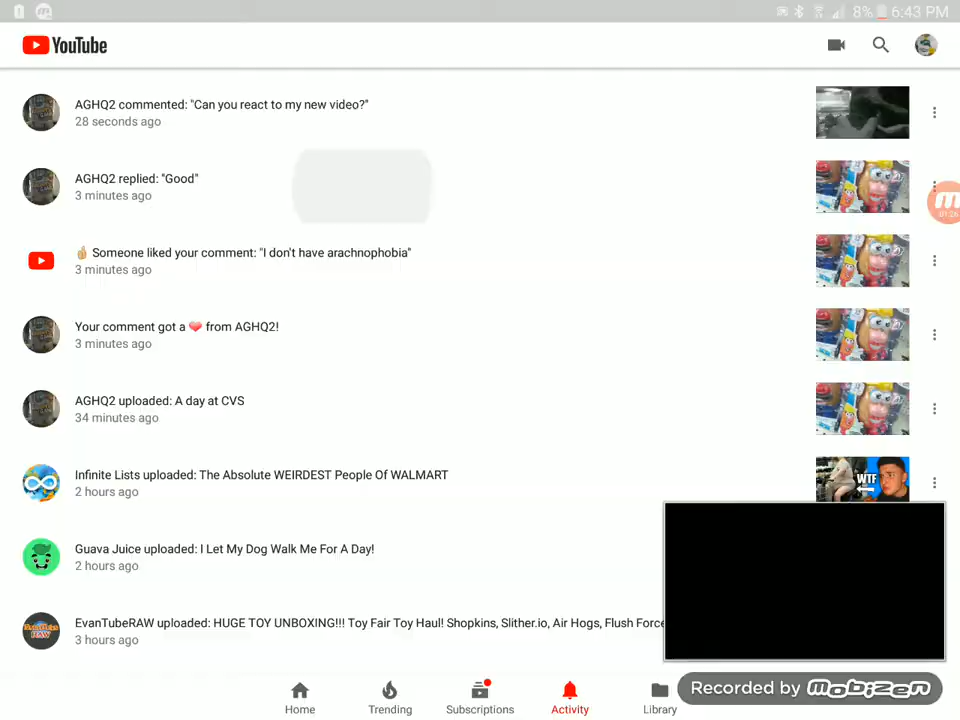 8% 6:43 PM
YouTube
AGHQ2 commented: "Can you react to my new video?"
28 seconds ago
AGHQ2 replied: "Good"
3 minutes ago
01:26
👍 Someone liked your comment: "I don't have arachnophobia"
3 minutes ago
Your comment got a ❤ from AGHQ2!
3 minutes ago
AGHQ2 uploaded: A day at CVS
34 minutes ago
Infinite Lists uploaded: The Absolute WEIRDEST People Of WALMART
2 hours ago
WTF
Guava Juice uploaded: I Let My Dog Walk Me For A Day!
2 hours ago
EvanTubeRAW uploaded: HUGE TOY UNBOXING!!! Toy Fair Toy Haul! Shopkins, Slither.io, Air Hogs, Flush Force
3 hours ago
Home
Trending
Subscriptions
Activity
Library
Recorded by mobizen